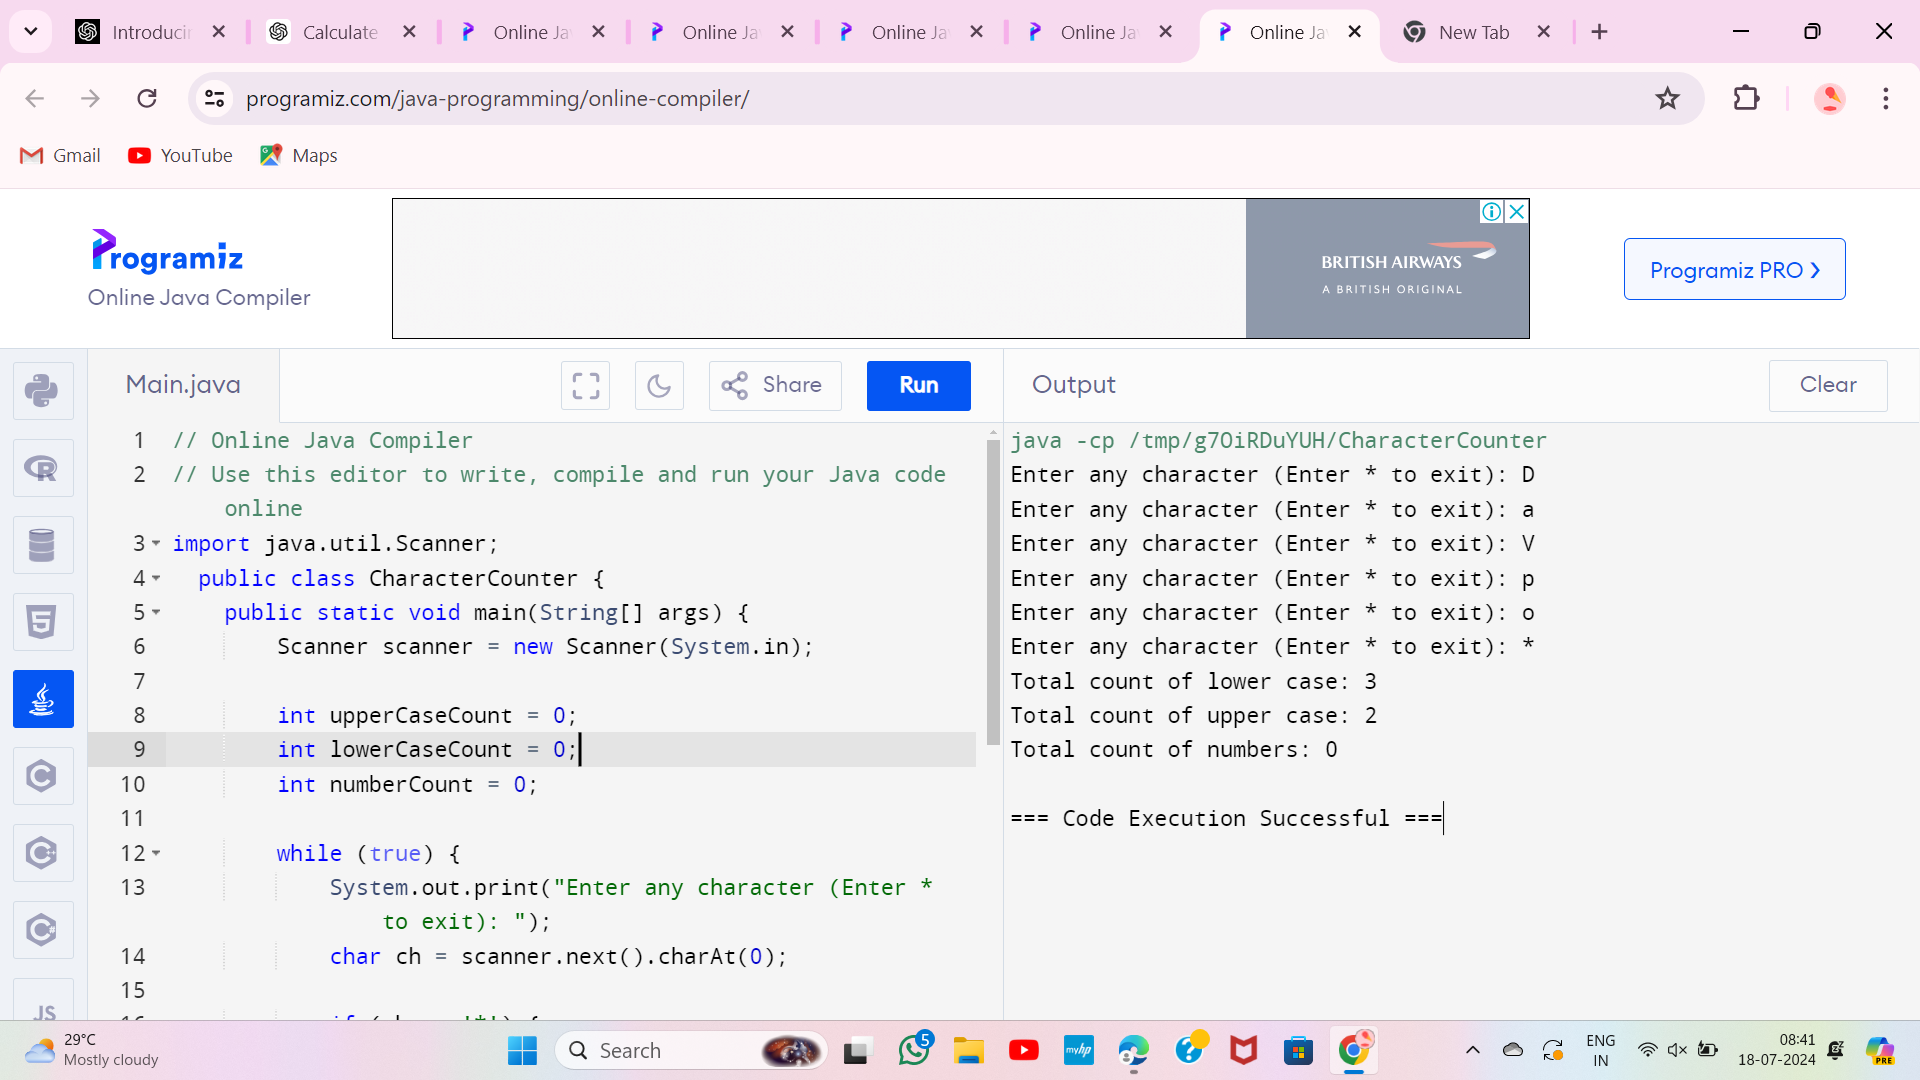 Introducin
Calculate
Online Ja
Online Ja
Online Ja
Online Ja
Online Ja
New Tab
programiz.com/java-programming/online-compiler/
Gmail
YouTube
Maps
Programiz
Online Java Compiler
BRITISH AIRWAYS
A BRITISH ORIGINAL
Programiz PRO
Main.java
Share
Run
Output
Clear
1 // Online Java Compiler
2 // Use this editor to write, compile and run your Java code
online
3 import java.util.Scanner;
4 public class CharacterCounter {
5 public static void main(String[] args) {
6 Scanner scanner = new Scanner(System.in);
7
8 int upperCaseCount = 0;
9 int lowerCaseCount = 0;
10 int numberCount = 0;
11
12 while (true) {
13 System.out.print("Enter any character (Enter *
to exit): ");
14 char ch = scanner.next().charAt(0);
15
java -cp /tmp/g7OiRDuYUH/CharacterCounter
Enter any character (Enter * to exit): D
Enter any character (Enter * to exit): a
Enter any character (Enter * to exit): V
Enter any character (Enter * to exit): p
Enter any character (Enter * to exit): o
Enter any character (Enter * to exit): *
Total count of lower case: 3
Total count of upper case: 2
Total count of numbers: 0
=== Code Execution Successful ===
JS
29°C
Mostly cloudy
Search
5
myhp
ENG
IN
08:41
18-07-2024
PRE